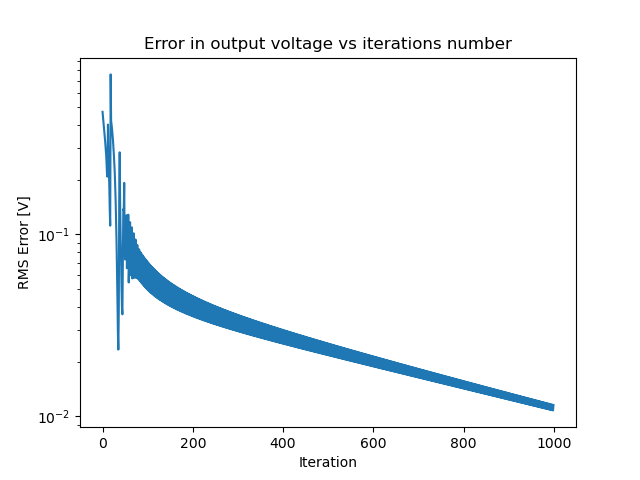 Error in output voltage vs iterations number
RMS Error [V]
10⁻¹
10⁻²
0 200 400 600 800 1000
Iteration